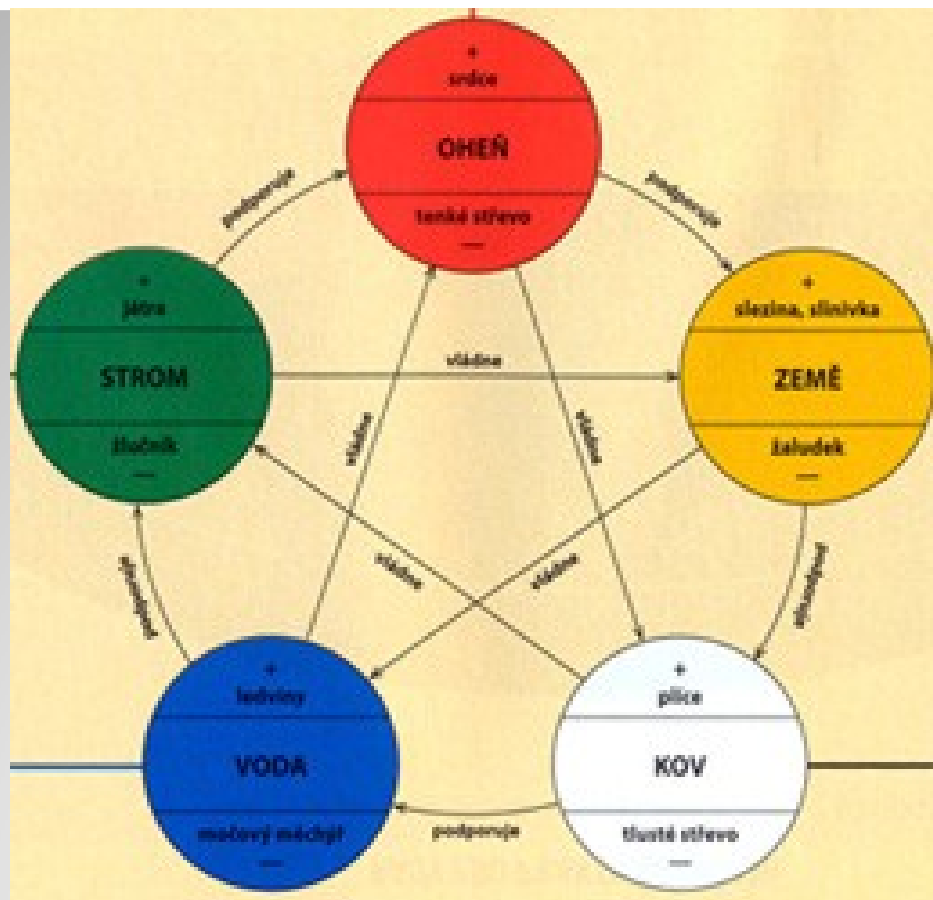 +
srdce
OHEŇ
tenké střevo
—
podporuje
podporuje
+
játra
STROM
žlučník
—
vládne
+
slezina, slinivka
ZEMĚ
žaludek
—
vládne
vládne
vládne
vládne
podporuje
podporuje
+
ledviny
VODA
močový měchýř
—
podporuje
+
plíce
KOV
tlusté střevo
—